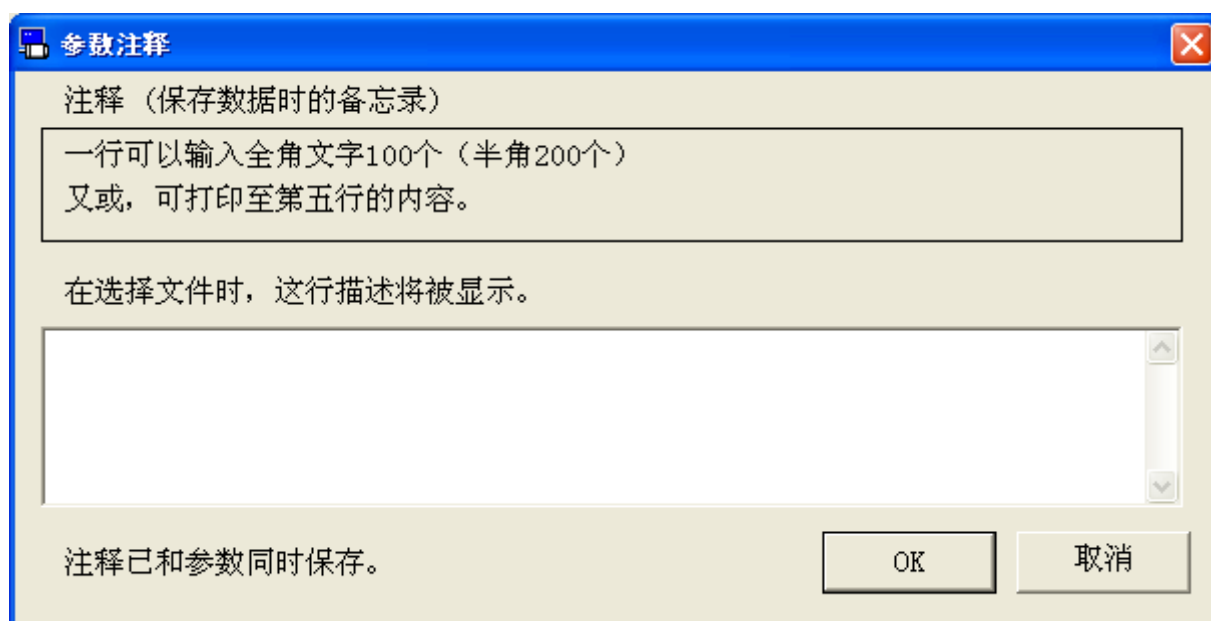 参数注释
注释（保存数据时的备忘录）
一行可以输入全角文字100个（半角200个）
又或，可打印至第五行的内容。
在选择文件时，这行描述将被显示。
注释已和参数同时保存。
OK
取消